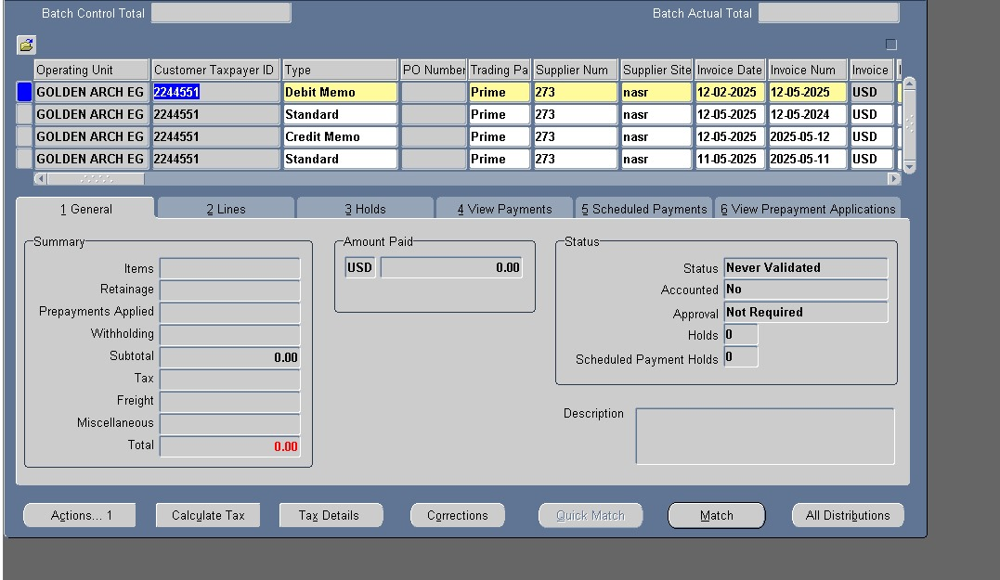 Batch Control Total Batch Actual Total
Operating Unit Customer Taxpayer ID Type PO Number Trading Pa Supplier Num Supplier Site Invoice Date Invoice Num Invoice
GOLDEN ARCH EG 2244551 Debit Memo Prime 273 nasr 12-02-2025 12-05-2025 USD
GOLDEN ARCH EG 2244551 Standard Prime 273 nasr 12-05-2025 12-05-2024 USD
GOLDEN ARCH EG 2244551 Credit Memo Prime 273 nasr 12-05-2025 2025-05-12 USD
GOLDEN ARCH EG 2244551 Standard Prime 273 nasr 11-05-2025 2025-05-11 USD
1 General 2 Lines 3 Holds 4 View Payments 5 Scheduled Payments 6 View Prepayment Applications
Summary
Items
Retainage
Prepayments Applied
Withholding
Subtotal 0.00
Tax
Freight
Miscellaneous
Total 0.00
Amount Paid
USD 0.00
Status
Status Never Validated
Accounted No
Approval Not Required
Holds 0
Scheduled Payment Holds 0
Description
Actions... 1 Calculate Tax Tax Details Corrections Quick Match Match All Distributions